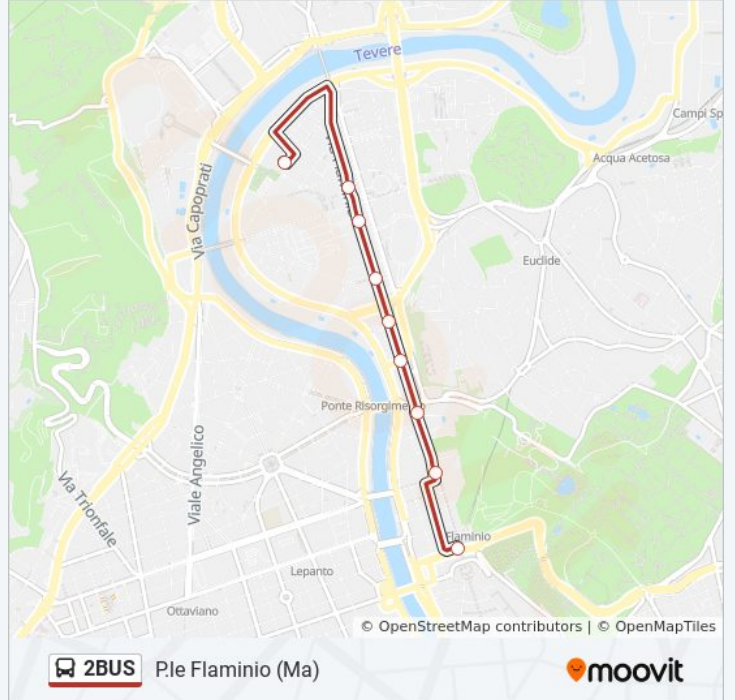 Tevere
Campi Sp
Acqua Acetosa
Via Capoprati
Euclide
Ponte Risorgime
Viale Angelico
Via Trionfale
Flaminio
Lepanto
Ottaviano
© OpenStreetMap contributors | © OpenMapTiles
2BUS P.le Flaminio (Ma)
moovit